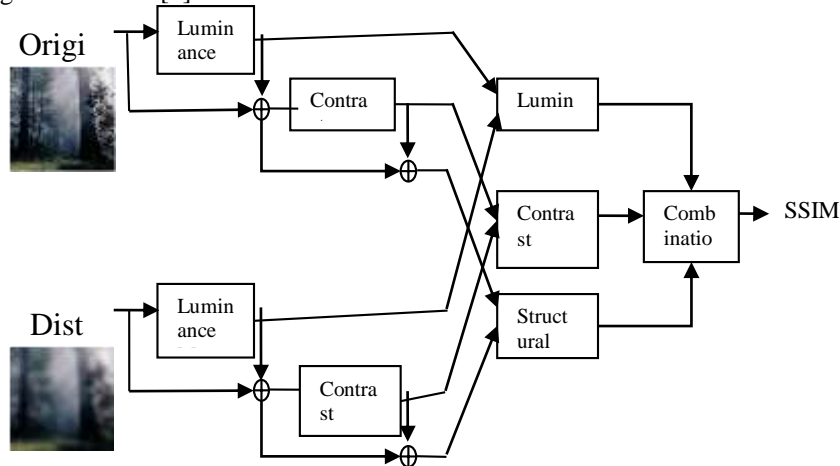 Origi
Lumin
ance
Contra
Lumin
Contra
st
Comb
inatio
SSIM
Struct
ural
Dist
Lumin
ance
Contra
st